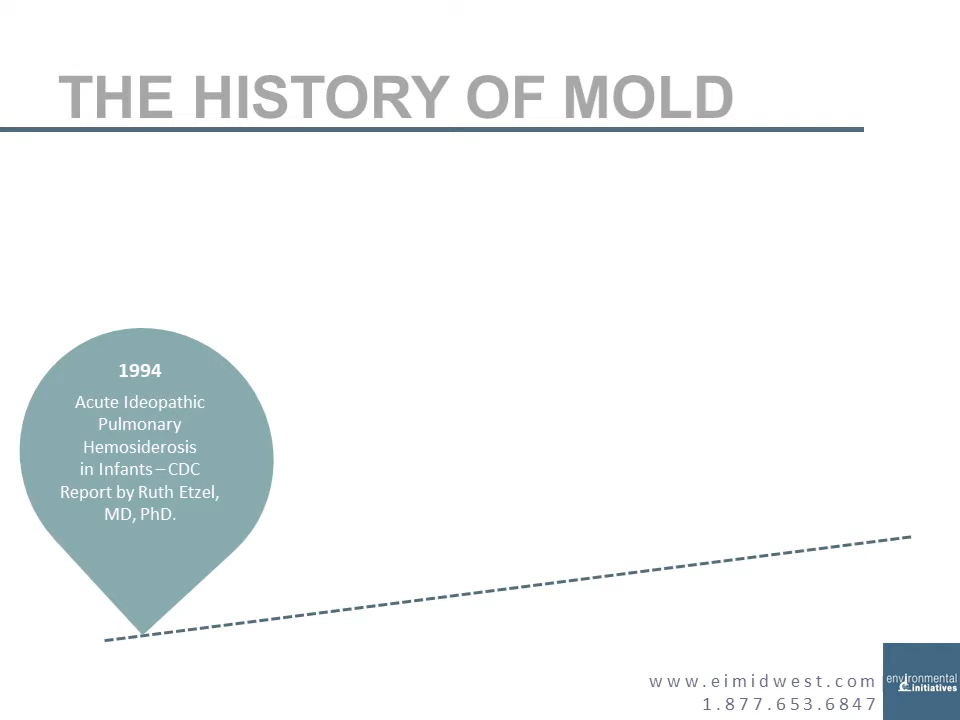 THE HISTORY OF MOLD
1994
Acute Ideopathic
Pulmonary
Hemosiderosis
in Infants – CDC
Report by Ruth Etzel,
MD, PhD.
www.eimidwest.com
1.877.653.6847
environmental
initiatives